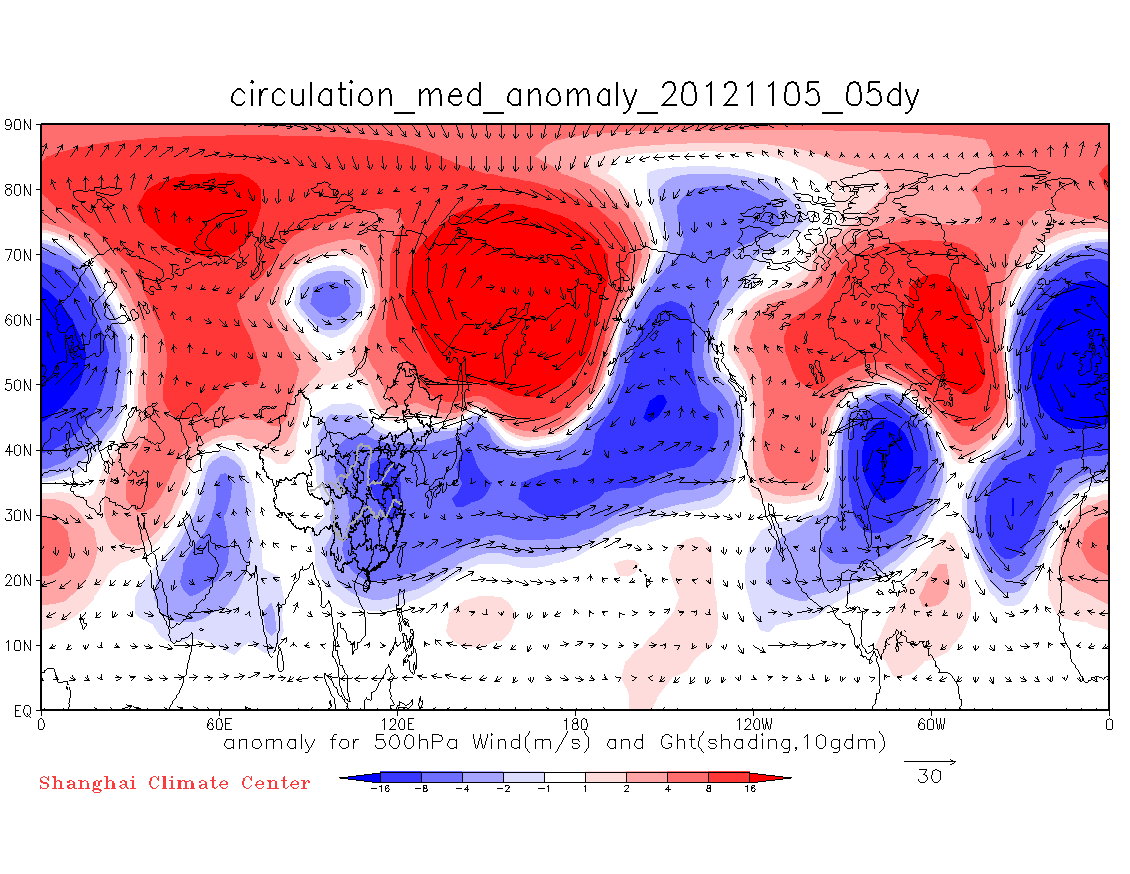 circulation_med_anomaly_20121105_05dy
90N
80N
70N
60N
50N
40N
30N
20N
10N
EQ
0 60E 120E 180 120W 60W 0
anomaly for 500hPa Wind(m/s) and Ght(shading,10gdm)
Shanghai Climate Center
-16 -8 -4 -2 -1 1 2 4 8 16
30